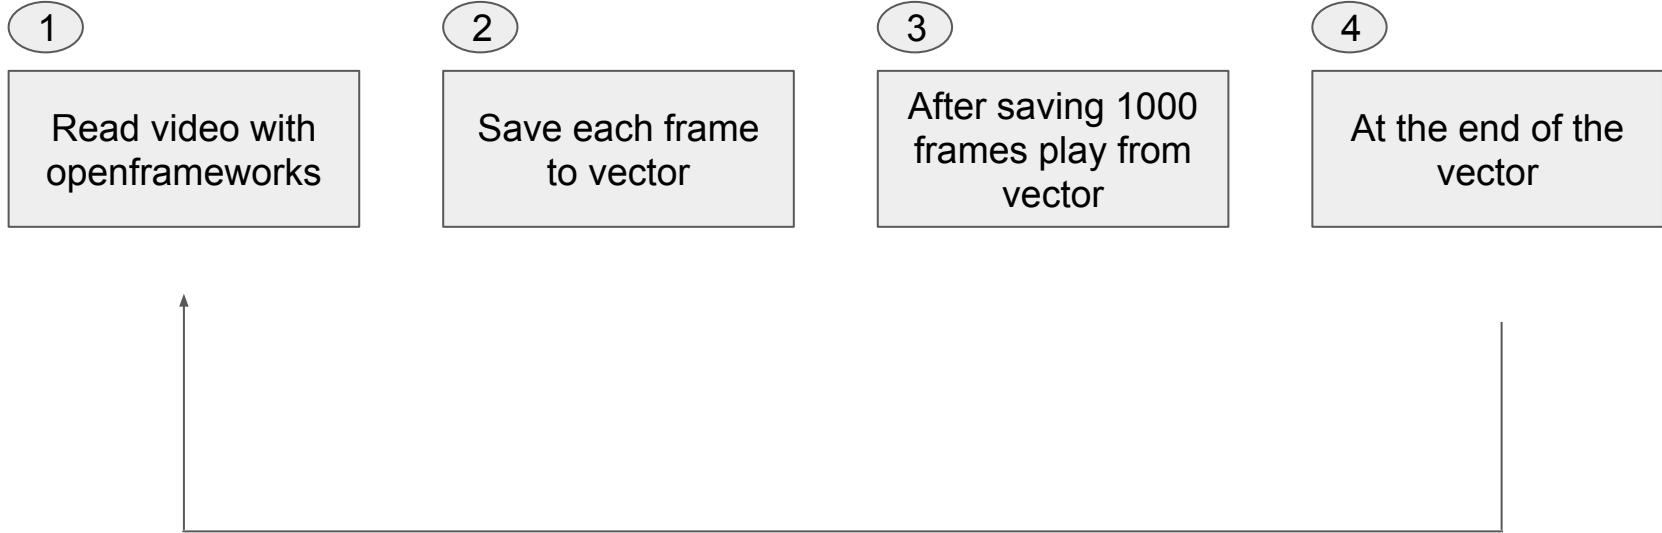 1
Read video with
openframeworks
2
Save each frame
to vector
3
After saving 1000
frames play from
vector
4
At the end of the
vector